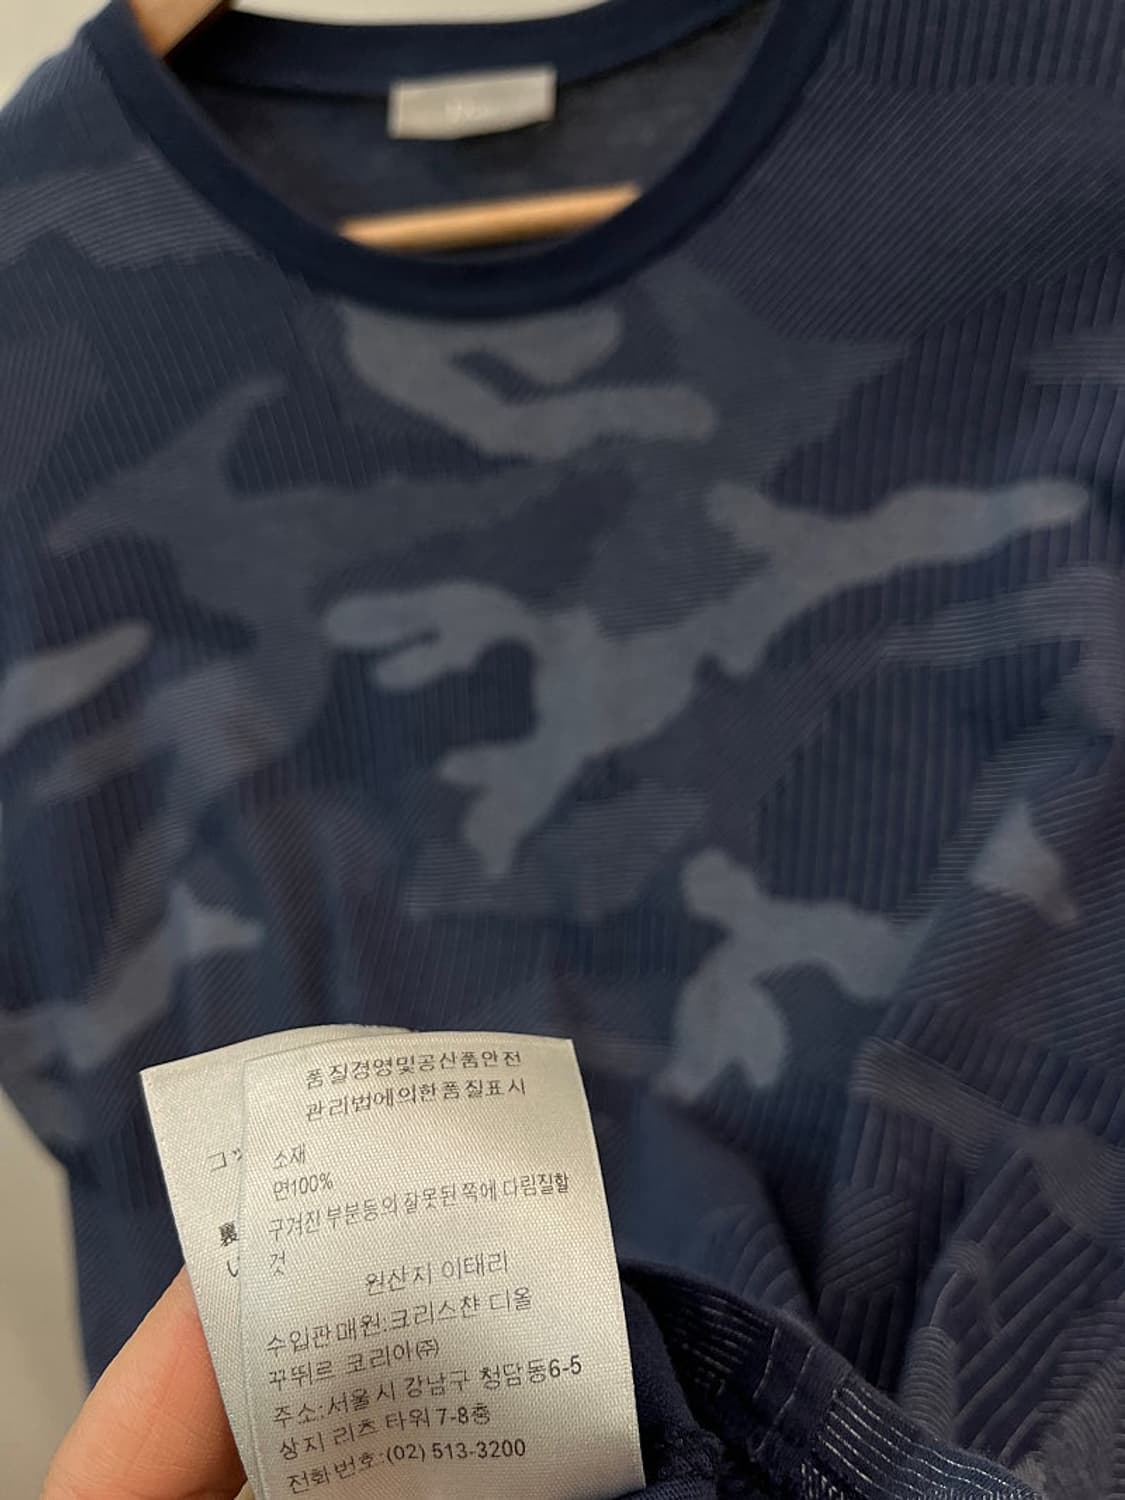 품질경영및공산품안전
관리법에의한품질표시
소재
면100%
구겨진부분등의잘못된쪽에 다림질할
것
원산지 이태리
수입판매원:크리스챤 디올
꾸뛰르 코리아㈜
주소:서울시 강남구 청담동6-5
상지 리츠 타워 7-8층
전화번호:(02) 513-3200
コッ
裏
い